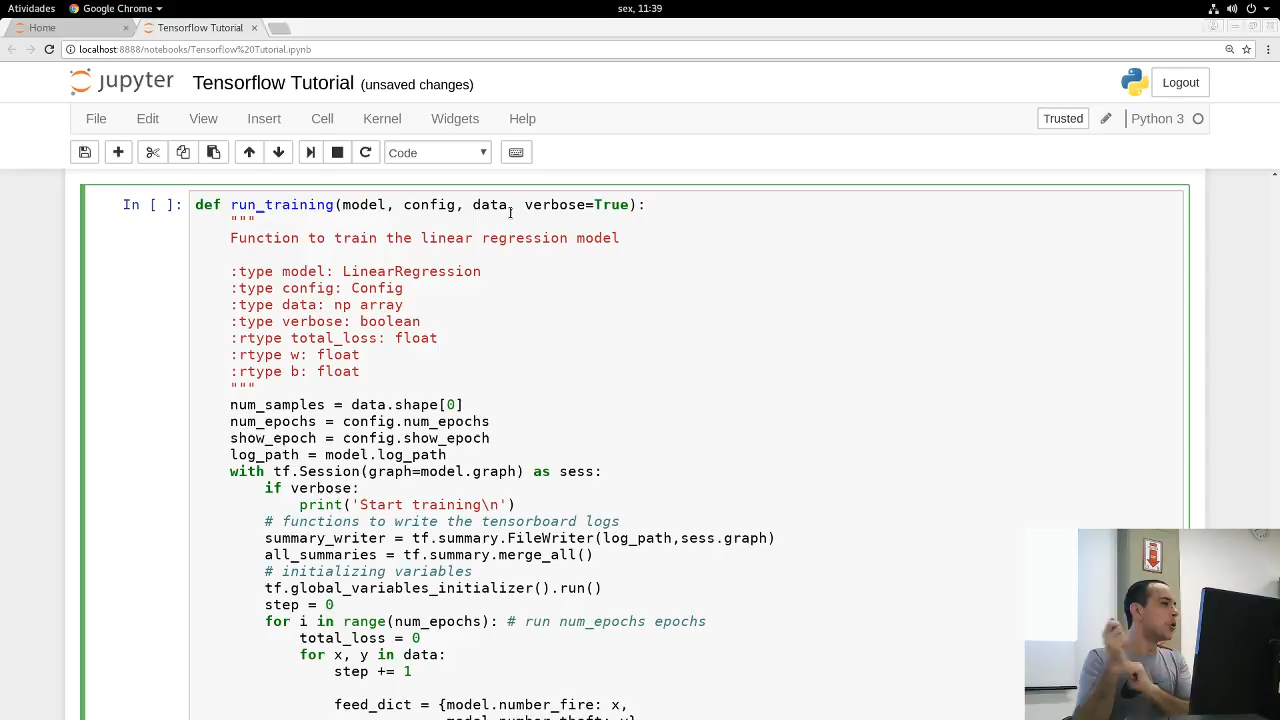 Atividades Google Chrome sex, 11:39
Home Tensorflow Tutorial
localhost:8888/notebooks/Tensorflow%20Tutorial.ipynb
jupyter Tensorflow Tutorial (unsaved changes) Logout
File Edit View Insert Cell Kernel Widgets Help Trusted Python 3
Code
In [ ]: def run_training(model, config, data, verbose=True):
"""
Function to train the linear regression model
:type model: LinearRegression
:type config: Config
:type data: np array
:type verbose: boolean
:rtype total_loss: float
:rtype w: float
:rtype b: float
"""
num_samples = data.shape[0]
num_epochs = config.num_epochs
show_epoch = config.show_epoch
log_path = model.log_path
with tf.Session(graph=model.graph) as sess:
if verbose:
print('Start training\n')
# functions to write the tensorboard logs
summary_writer = tf.summary.FileWriter(log_path,sess.graph)
all_summaries = tf.summary.merge_all()
# initializing variables
tf.global_variables_initializer().run()
step = 0
for i in range(num_epochs): # run num_epochs epochs
total_loss = 0
for x, y in data:
step += 1
feed_dict = {model.number_fire: x,
model.number_theft: y}